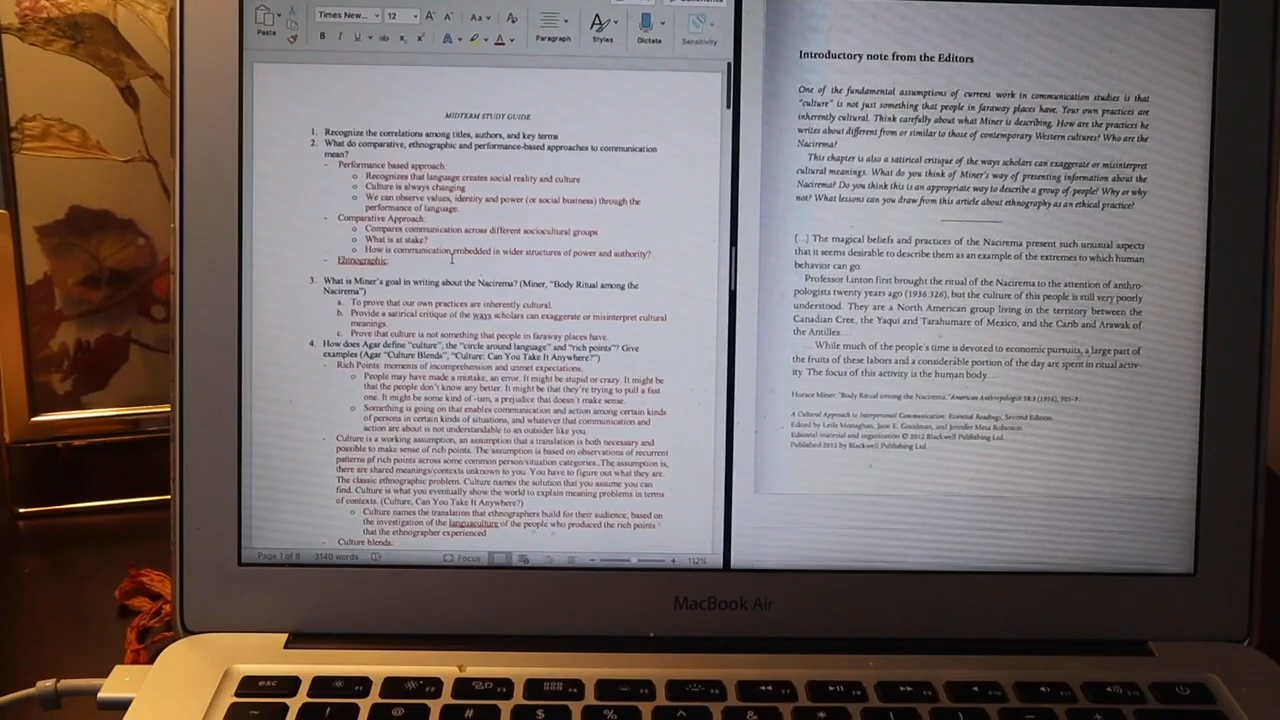 Times New...
12
Aa
Paste
B I U ab x x
A A
Paragraph
Styles
Dictate
Sensitivity
MIDTERM STUDY GUIDE
1. Recognize the correlations among titles, authors, and key terms
2. What do comparative, ethnographic and performance-based approaches to communication
mean?
- Performance based approach:
o Recognizes that language creates social reality and culture
o Culture is always changing
o We can observe values, identity and power (or social business) through the
performance of language.
- Comparative Approach:
o Compares communication across different sociocultural groups
o What is at stake?
o How is communication embedded in wider structures of power and authority?
- Ehtnographic:
3. What is Miner's goal in writing about the Nacirema? (Miner, "Body Ritual among the
Nacirema")
a. To prove that our own practices are inherently cultural.
b. Provide a satirical critique of the ways scholars can exaggerate or misinterpret cultural
meanings.
c. Prove that culture is not something that people in faraway places have.
4. How does Agar define "culture", the "circle around language" and "rich points"? Give
examples (Agar "Culture Blends", "Culture: Can You Take It Anywhere?")
- Rich Points: moments of incomprehension and unmet expectations.
o People may have made a mistake, an error. It might be stupid or crazy. It might be
that the people don't know any better. It might be that they're trying to pull a fast
one. It might be some kind of -ism, a prejudice that doesn't make sense.
o Something is going on that enables communication and action among certain kinds
of persons in certain kinds of situations, and whatever that communication and
action are about is not understandable to an outsider like you.
- Culture is a working assumption, an assumption that a translation is both necessary and
possible to make sense of rich points. The assumption is based on observations of recurrent
patterns of rich points across some common person/situation categories. The assumption is,
there are shared meanings/contexts unknown to you. You have to figure out what they are.
The classic ethnographic problem. Culture names the solution that you assume you can
find. Culture is what you eventually show the world to explain meaning problems in terms
of contexts. (Culture, Can You Take It Anywhere?)
o Culture names the translation that ethnographers build for their audience, based on
the investigation of the languaculture of the people who produced the rich points
that the ethnographer experienced
- Culture blends:
Page 1 of 8
3140 words
Focus
112%
Introductory note from the Editors
One of the fundamental assumptions of current work in communication studies is that
"culture" is not just something that people in faraway places have. Your own practices are
inherently cultural. Think carefully about what Miner is describing. How are the practices he
writes about different from or similar to those of contemporary Western cultures? Who are the
Nacirema?
This chapter is also a satirical critique of the ways scholars can exaggerate or misinterpret
cultural meanings. What do you think of Miner's way of presenting information about the
Nacirema? Do you think this is an appropriate way to describe a group of people? Why or why
not? What lessons can you draw from this article about ethnography as an ethical practice?
[...] The magical beliefs and practices of the Nacirema present such unusual aspects
that it seems desirable to describe them as an example of the extremes to which human
behavior can go.
Professor Linton first brought the ritual of the Nacirema to the attention of anthro-
pologists twenty years ago (1936:326), but the culture of this people is still very poorly
understood. They are a North American group living in the territory between the
Canadian Cree, the Yaqui and Tarahumare of Mexico, and the Carib and Arawak of
the Antilles...
... While much of the people's time is devoted to economic pursuits, a large part of
the fruits of these labors and a considerable portion of the day are spent in ritual activ-
ity. The focus of this activity is the human body...
Horace Miner, "Body Ritual among the Nacirema," American Anthropologist 58:3 (1956), 503-7.
A Cultural Approach to Interpersonal Communication: Essential Readings, Second Edition.
Edited by Leila Monaghan, Jane E. Goodman, and Jennifer Meta Robinson.
Editorial material and organization © 2012 Blackwell Publishing Ltd.
Published 2012 by Blackwell Publishing Ltd.
MacBook Air
esc F1 F2 F3 F4 F5 F6 F7 F8 F9 F10 F11 F12
~ ! @ # $ % ^ & * ( )